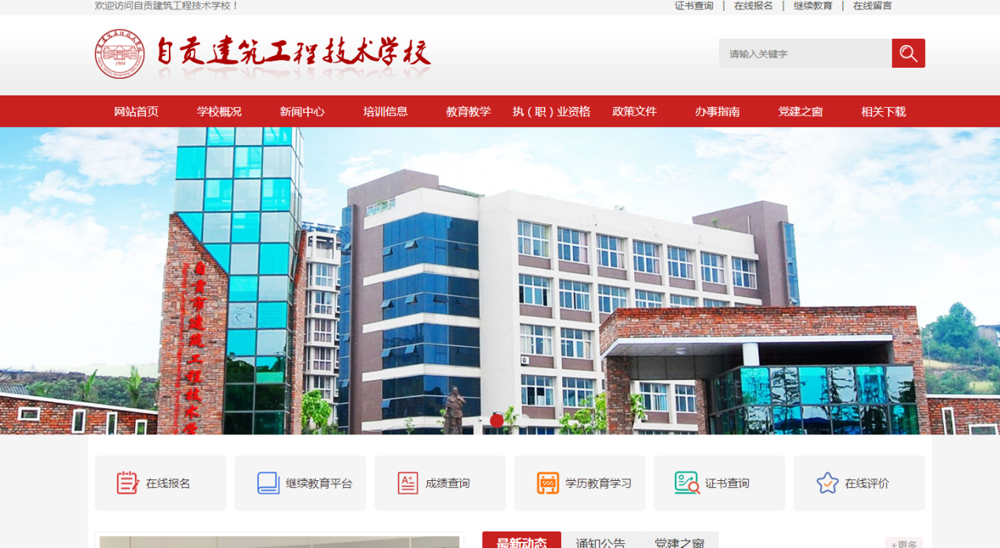 欢迎访问自贡建筑工程技术学校！
证书查询 | 在线报名 | 继续教育 | 在线留言
自贡建筑工程技术学校
1984
请输入关键字
网站首页 学校概况 新闻中心 培训信息 教育教学 执（职）业资格 政策文件 办事指南 党建之窗 相关下载
自贡市建筑工程技术学
在线报名 继续教育平台 成绩查询 学历教育学习 证书查询 在线评价
最新动态 通知公告 党建之窗 +更多